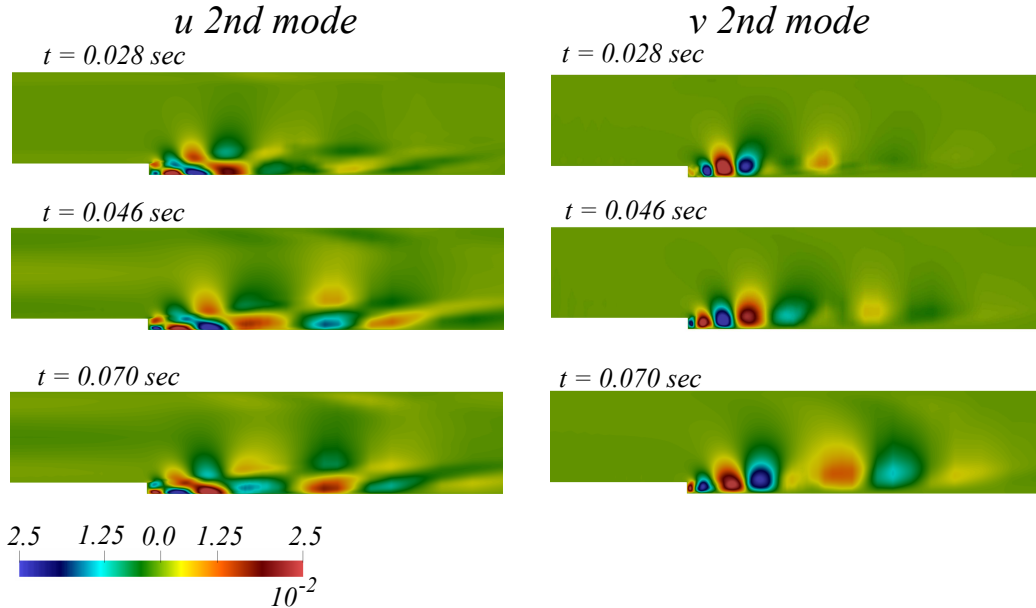 u 2nd mode
v 2nd mode
t = 0.028 sec
t = 0.028 sec
t = 0.046 sec
t = 0.046 sec
t = 0.070 sec
t = 0.070 sec
2.5 1.25 0.0 1.25 2.5
10⁻²